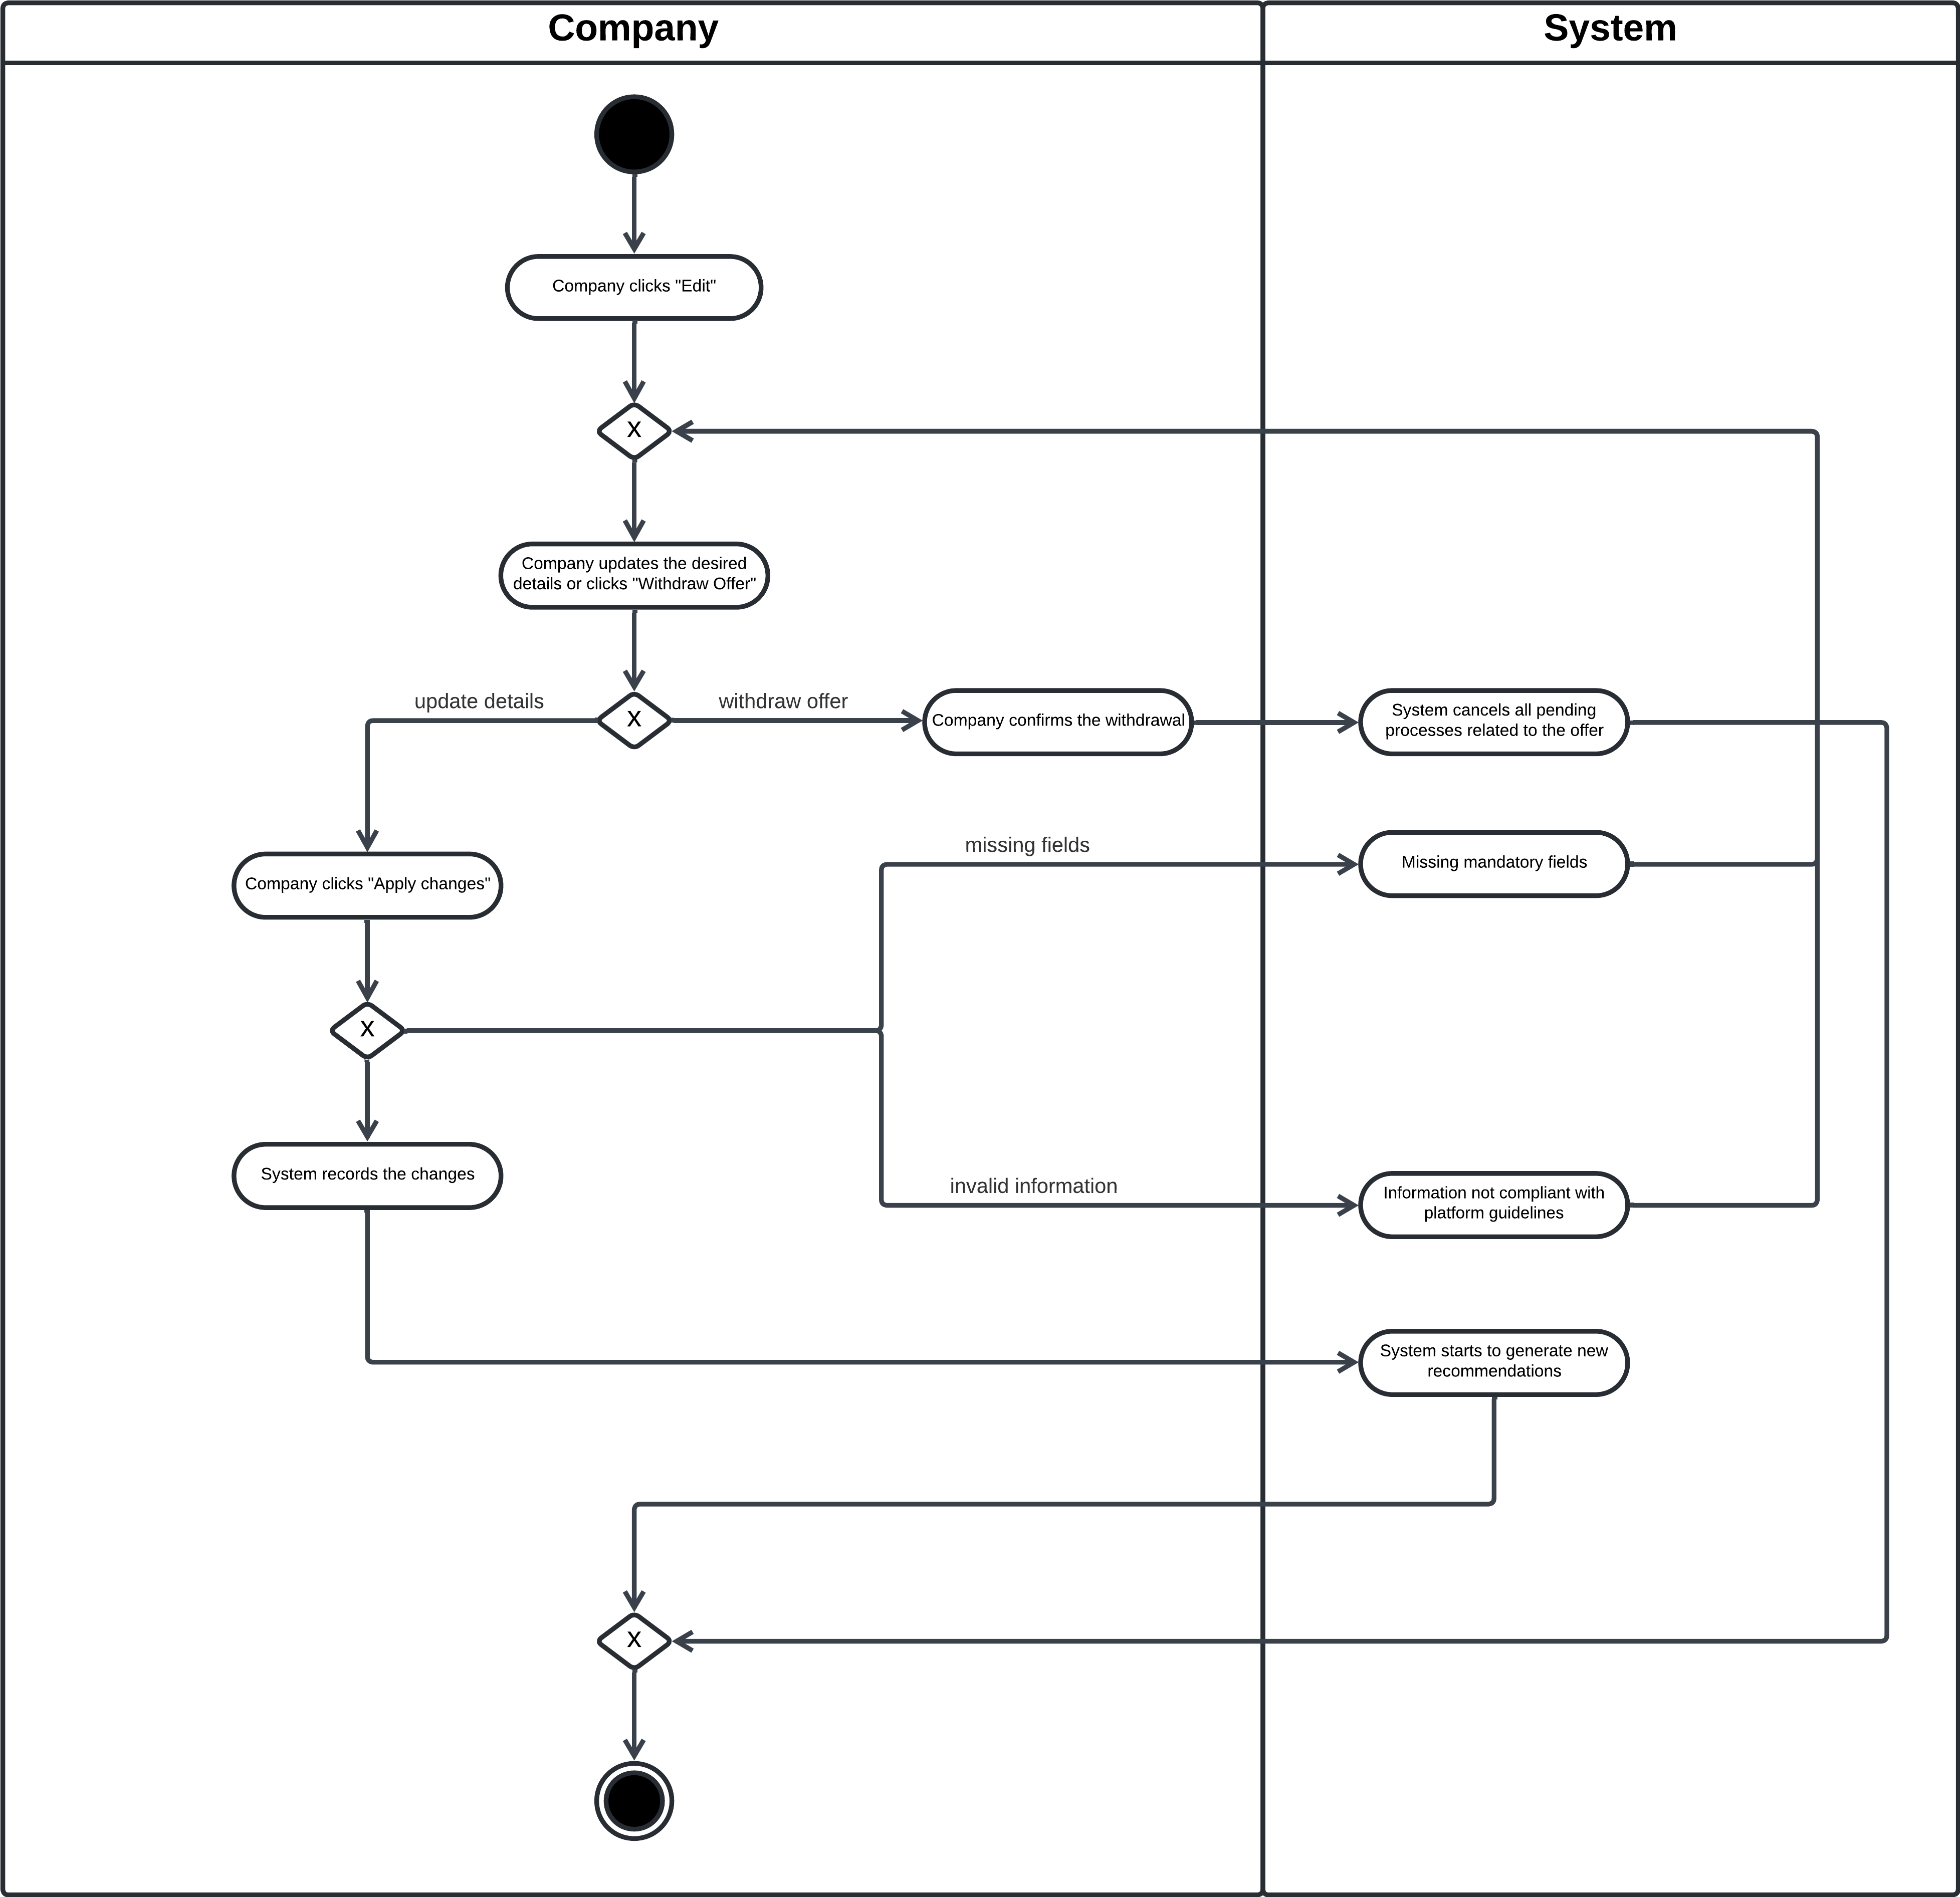 Company
System
Company clicks "Edit"
X
Company updates the desired
details or clicks "Withdraw Offer"
update details
X
withdraw offer
Company confirms the withdrawal
System cancels all pending
processes related to the offer
missing fields
Missing mandatory fields
Company clicks "Apply changes"
X
System records the changes
invalid information
Information not compliant with
platform guidelines
System starts to generate new
recommendations
X